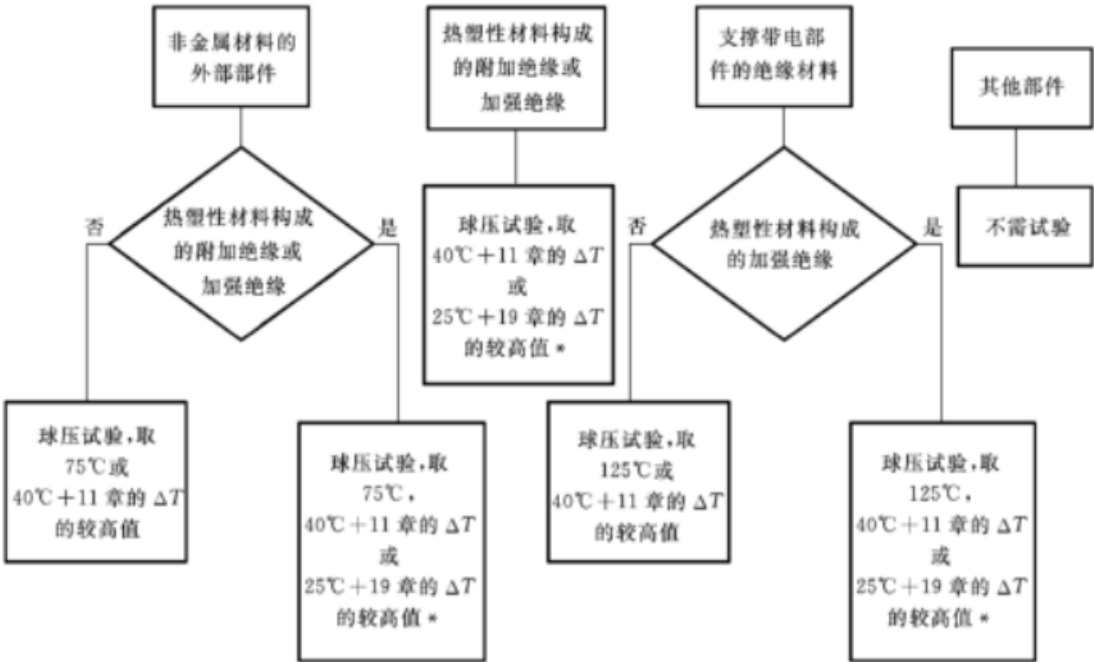 非金属材料的
外部部件
热塑性材料构成
的附加绝缘或
加强绝缘
否
是
球压试验,取
75℃或
40℃+11 章的 ΔT
的较高值
球压试验,取
75℃,
40℃+11 章的 ΔT
或
25℃+19 章的 ΔT
的较高值*
热塑性材料构成
的附加绝缘或
加强绝缘
球压试验,取
40℃+11 章的 ΔT
或
25℃+19 章的 ΔT
的较高值*
支撑带电部
件的绝缘材料
热塑性材料构成
的加强绝缘
否
是
球压试验,取
125℃或
40℃+11 章的 ΔT
的较高值
球压试验,取
125℃,
40℃+11 章的 ΔT
或
25℃+19 章的 ΔT
的较高值*
其他部件
不需试验